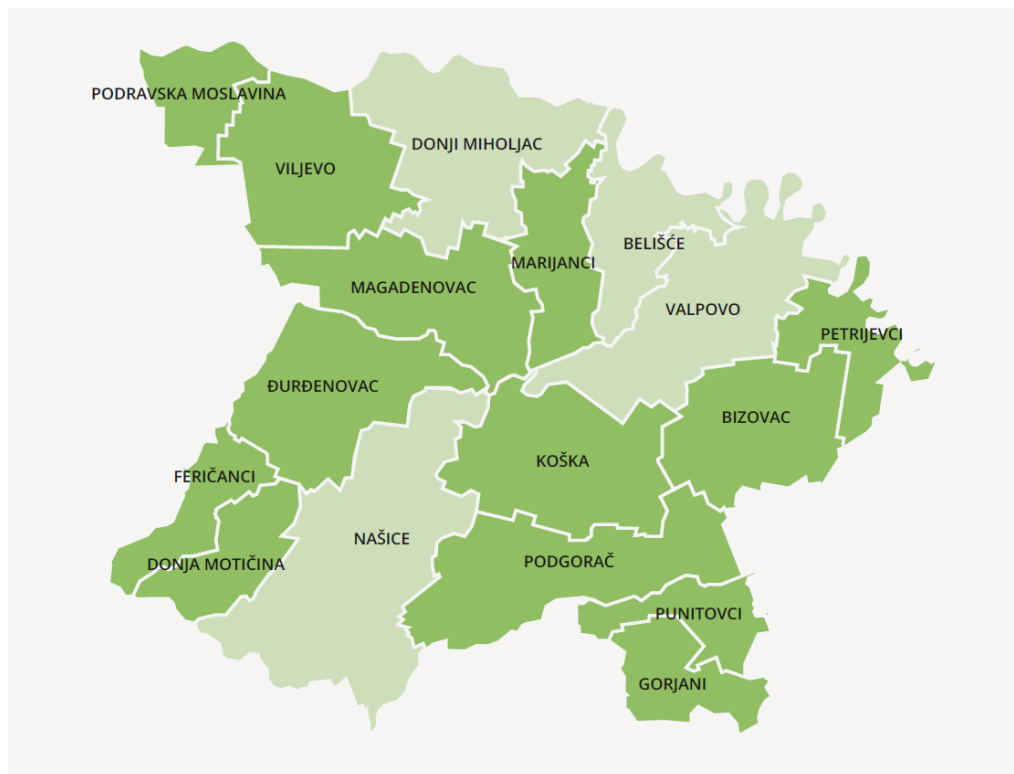 PODRAVSKA MOSLAVINA
DONJI MIHOLJAC
VILJEVO
BELIŠĆE
MARIJANCI
MAGADENOVAC
VALPOVO
PETRIJEVCI
ĐURĐENOVAC
BIZOVAC
KOŠKA
FERIČANCI
NAŠICE
PODGORAČ
DONJA MOTIČINA
PUNITOVCI
GORJANI